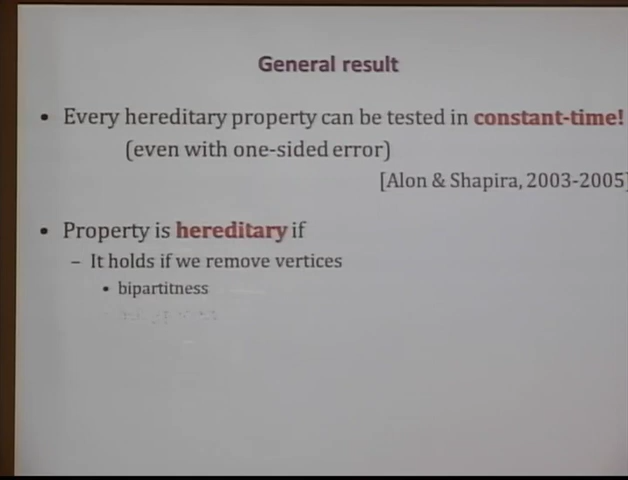 General result
• Every hereditary property can be tested in constant-time!
(even with one-sided error)
[Alon & Shapira, 2003-2005]
• Property is hereditary if
– It holds if we remove vertices
• bipartitness